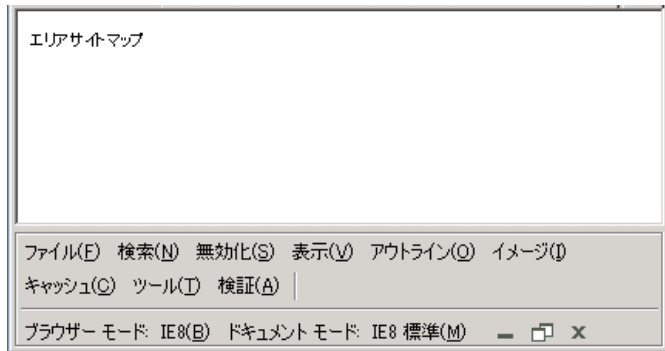 エリアサイトマップ
ファイル(F) 検索(N) 無効化(S) 表示(V) アウトライン(O) イメージ(I)
キャッシュ(C) ツール(T) 検証(A)
ブラウザー モード: IE8(B) ドキュメント モード: IE8 標準(M)